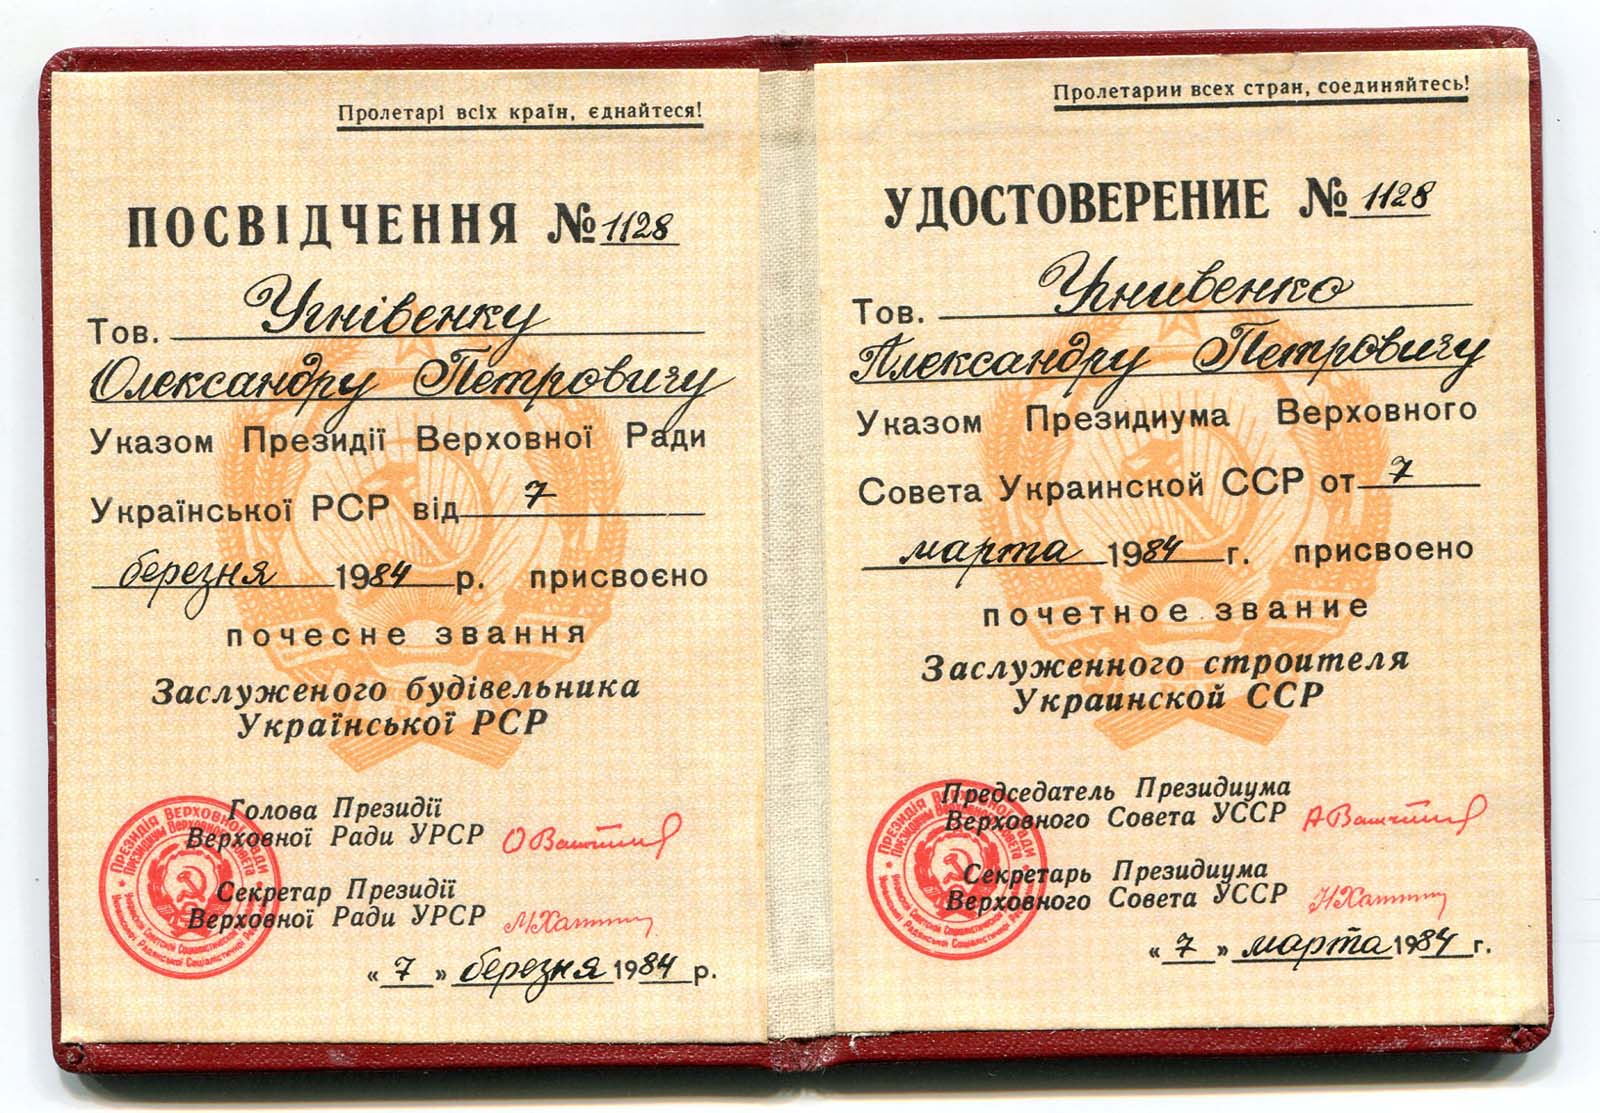 Пролетарі всіх країн, єднайтеся!
ПОСВІДЧЕННЯ № 1128
Тов. Угнівенку
Олександру Петровичу
Указом Президії Верховної Ради
Української РСР від 7
березня 1984 р. присвоєно
почесне звання
Заслуженого будівельника
Української РСР
Голова Президії
Верховної Ради УРСР
Секретар Президії
Верховної Ради УРСР
« 7 » березня 1984 р.
Пролетарии всех стран, соединяйтесь!
УДОСТОВЕРЕНИЕ № 1128
Тов. Угнивенко
Александру Петровичу
Указом Президиума Верховного
Совета Украинской ССР от 7
марта 1984 г. присвоено
почетное звание
Заслуженного строителя
Украинской ССР
Председатель Президиума
Верховного Совета УССР
Секретарь Президиума
Верховного Совета УССР
« 7 » марта 1984 г.